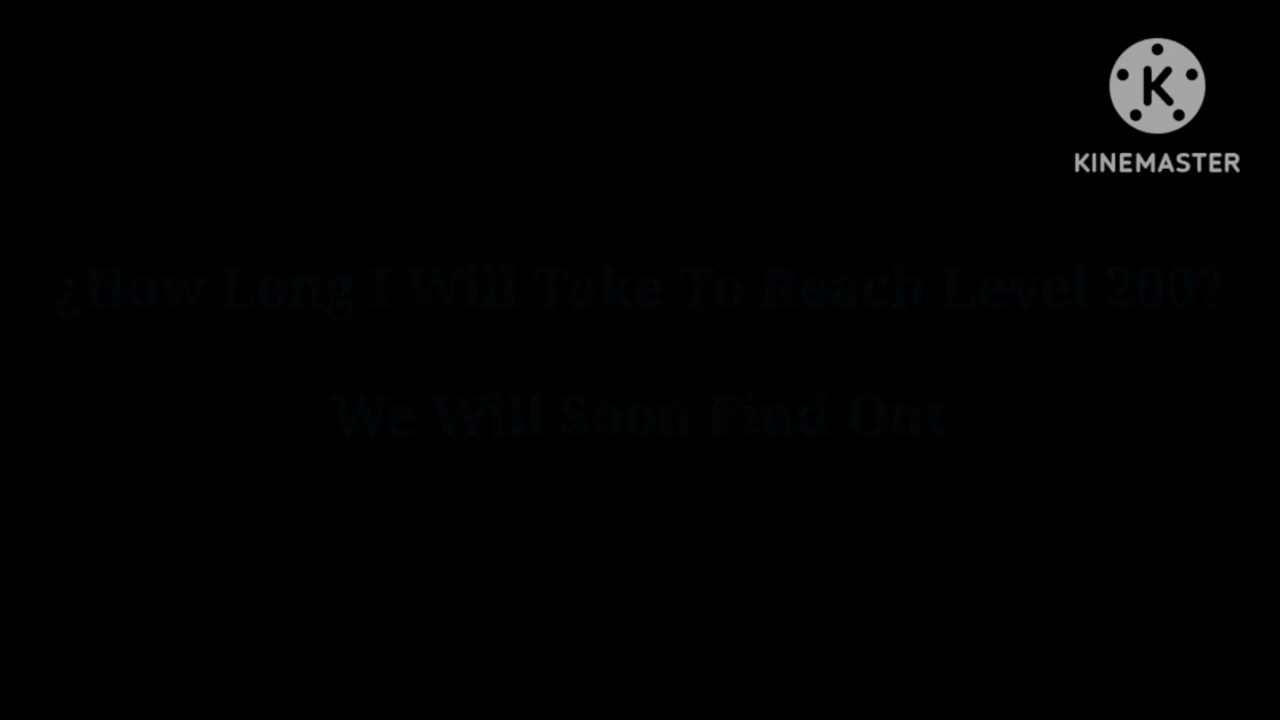 KINEMASTER
¿How Long I Will Take To Reach Level 200?
We Will Soon Find Out